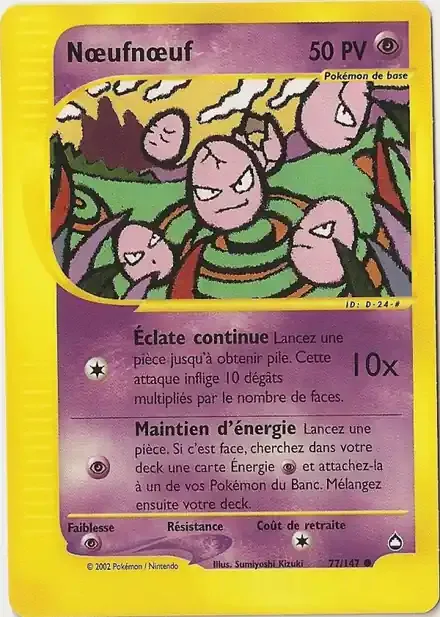 Nœufnœuf 50 PV
Pokémon de base
ID: D-24-#
Éclate continue Lancez une
pièce jusqu'à obtenir pile. Cette
attaque inflige 10 dégâts
multipliés par le nombre de faces.
10x
Maintien d'énergie Lancez une
pièce. Si c'est face, cherchez dans votre
deck une carte Énergie et attachez-la
à un de vos Pokémon du Banc. Mélangez
ensuite votre deck.
Faiblesse Résistance Coût de retraite
© 2002 Pokémon / Nintendo Illus. Sumiyoshi Kizuki 77/147